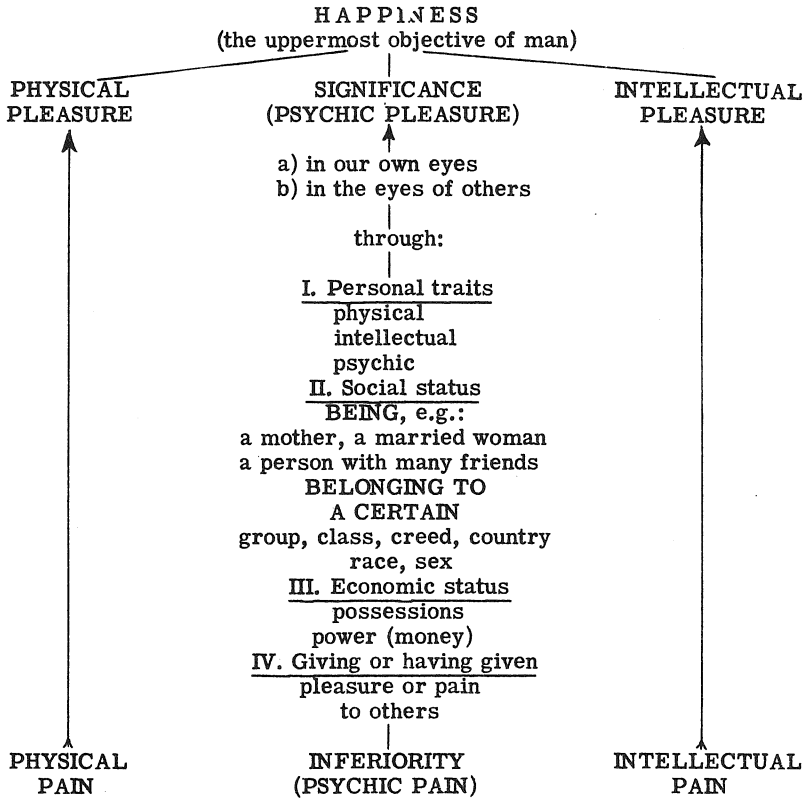 HAPPINESS
(the uppermost objective of man)
PHYSICAL PLEASURE
SIGNIFICANCE
(PSYCHIC PLEASURE)
INTELLECTUAL PLEASURE
a) in our own eyes
b) in the eyes of others
through:
I. Personal traits
physical
intellectual
psychic
II. Social status
BEING, e.g.:
a mother, a married woman
a person with many friends
BELONGING TO
A CERTAIN
group, class, creed, country
race, sex
III. Economic status
possessions
power (money)
IV. Giving or having given
pleasure or pain
to others
PHYSICAL
PAIN
INFERIORITY
(PSYCHIC PAIN)
INTELLECTUAL
PAIN